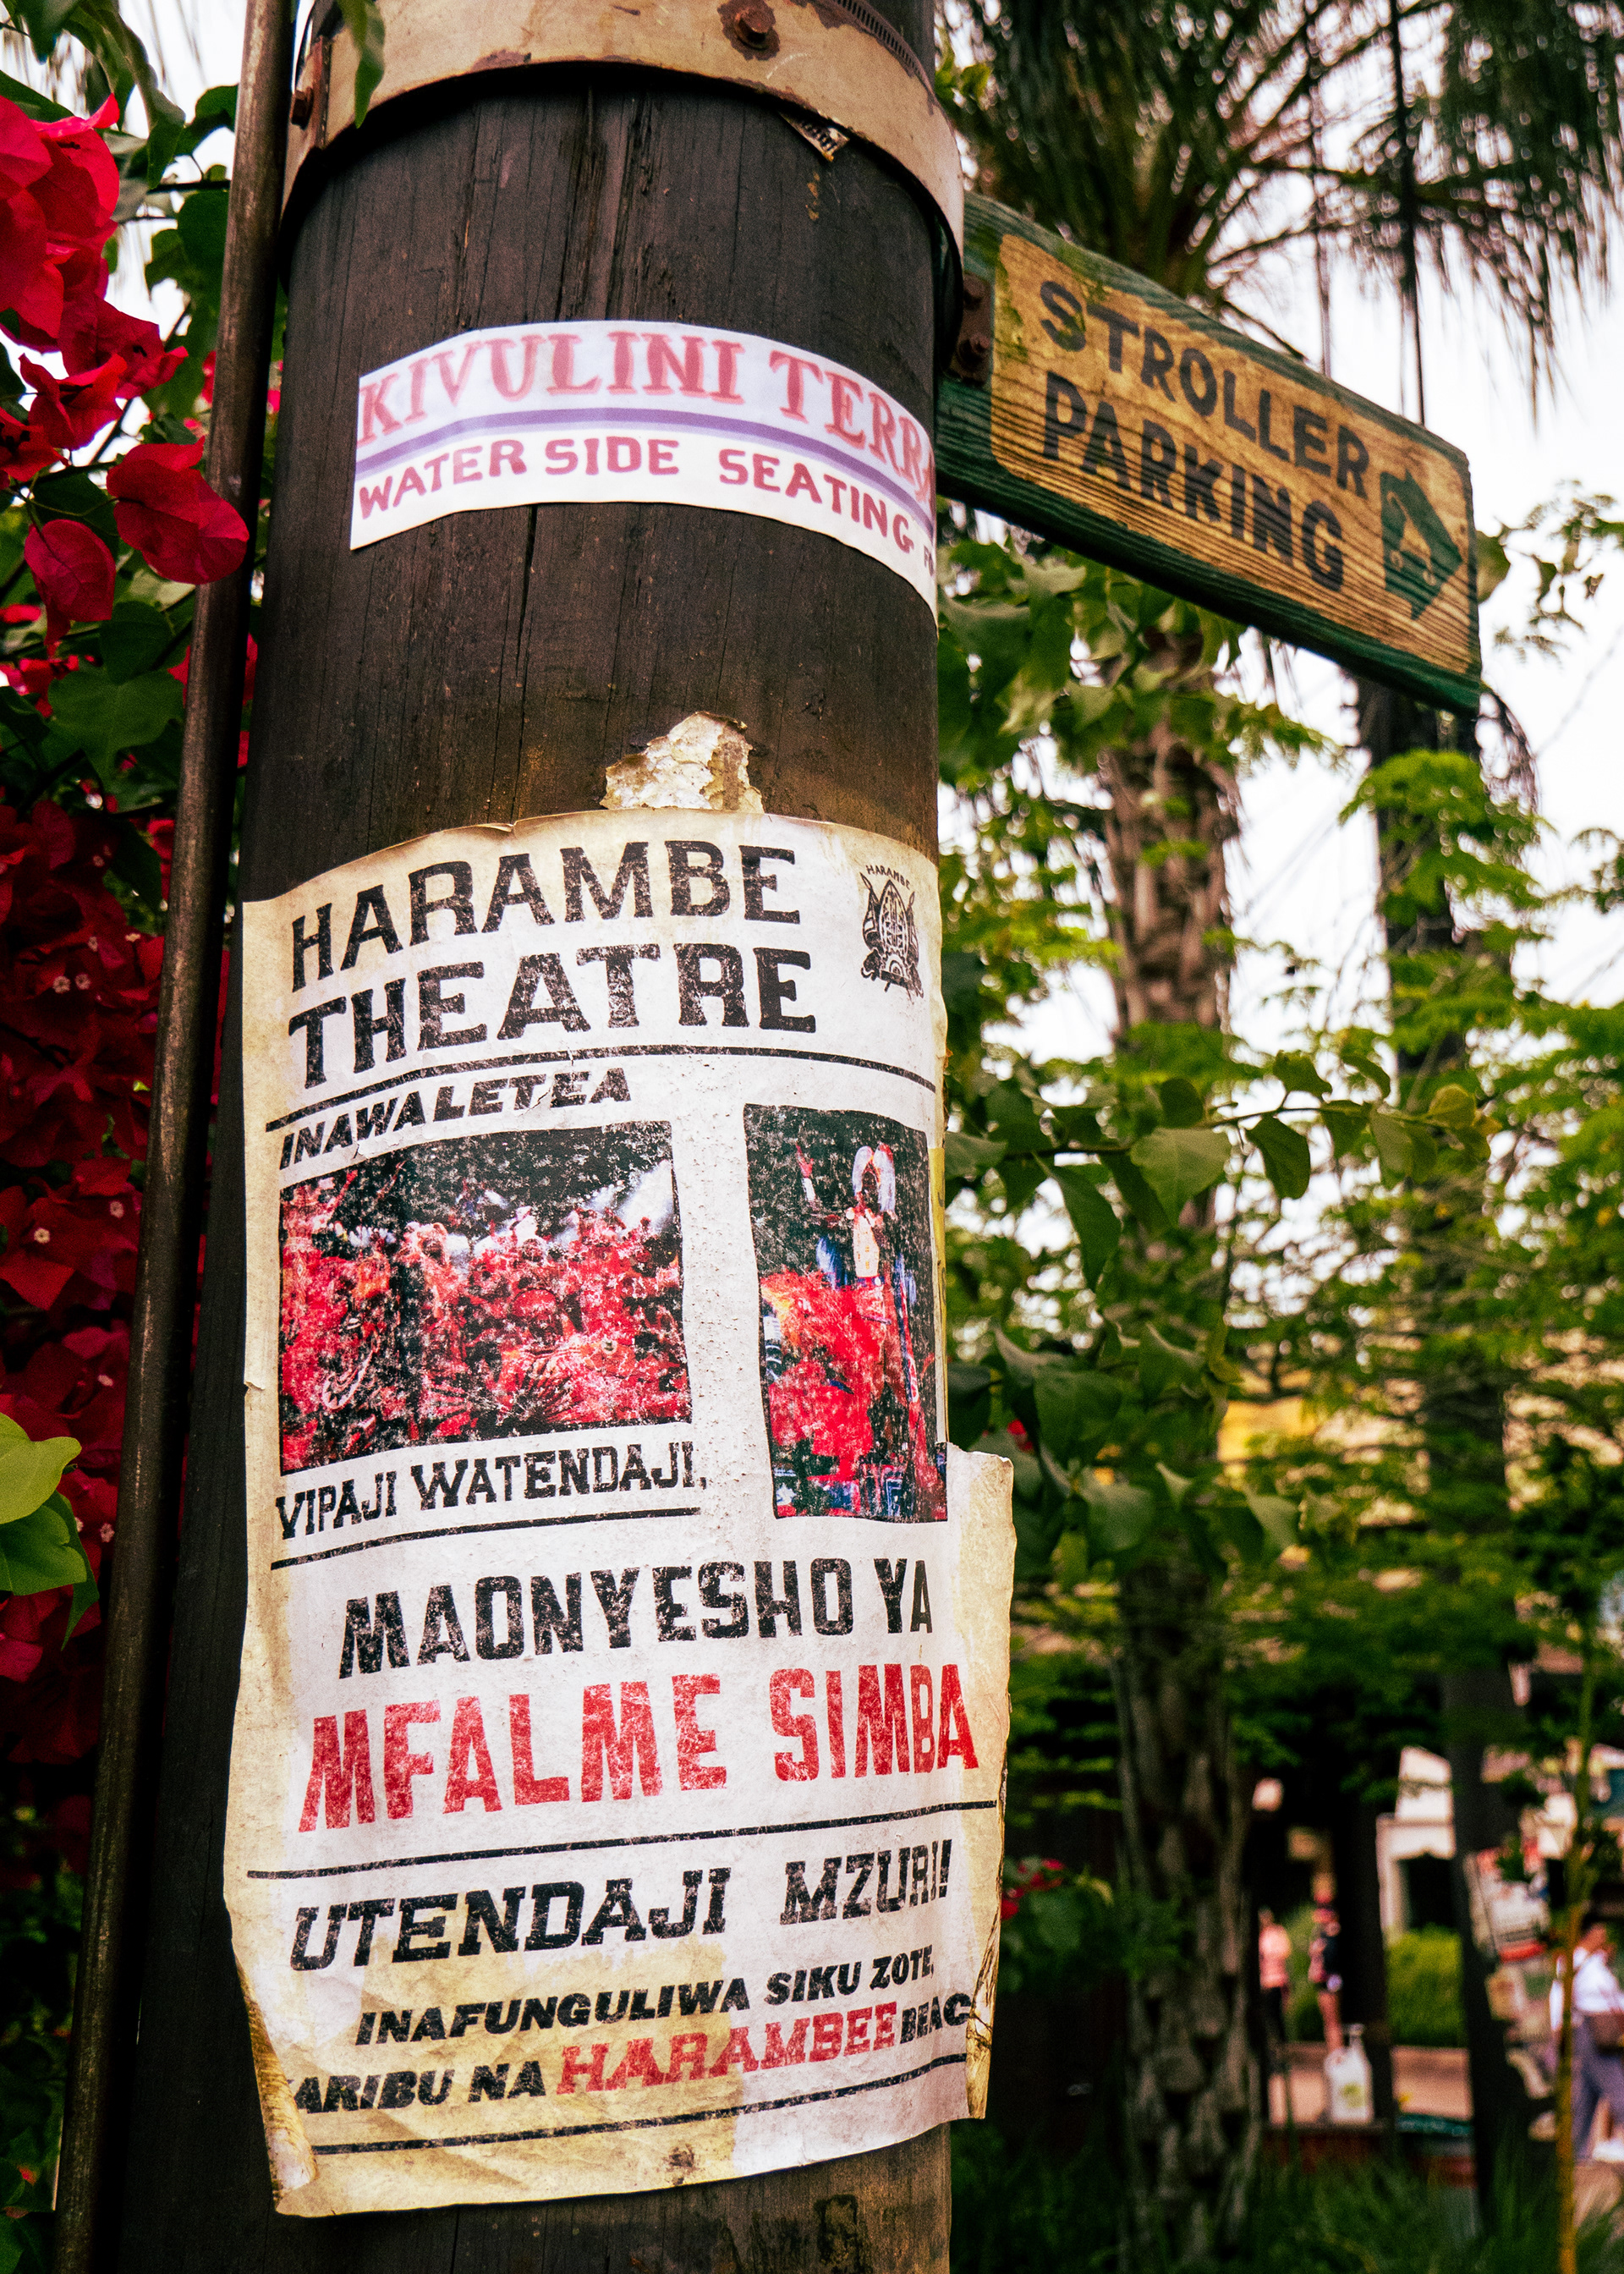 KIVULINI TERRA
WATER SIDE SEATING
STROLLER
PARKING
HARAMBE
THEATRE
HARAMBE
INAWALETEA
VIPAJI WATENDAJI,
MAONYESHO YA
MFALME SIMBA
UTENDAJI MZURI!
INAFUNGULIWA SIKU ZOTE,
ARIBU NA HARAMBEE BEAC